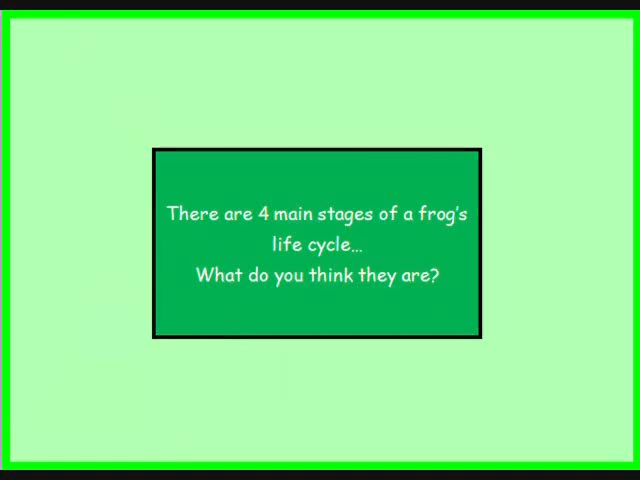 There are 4 main stages of a frog's
life cycle...
What do you think they are?